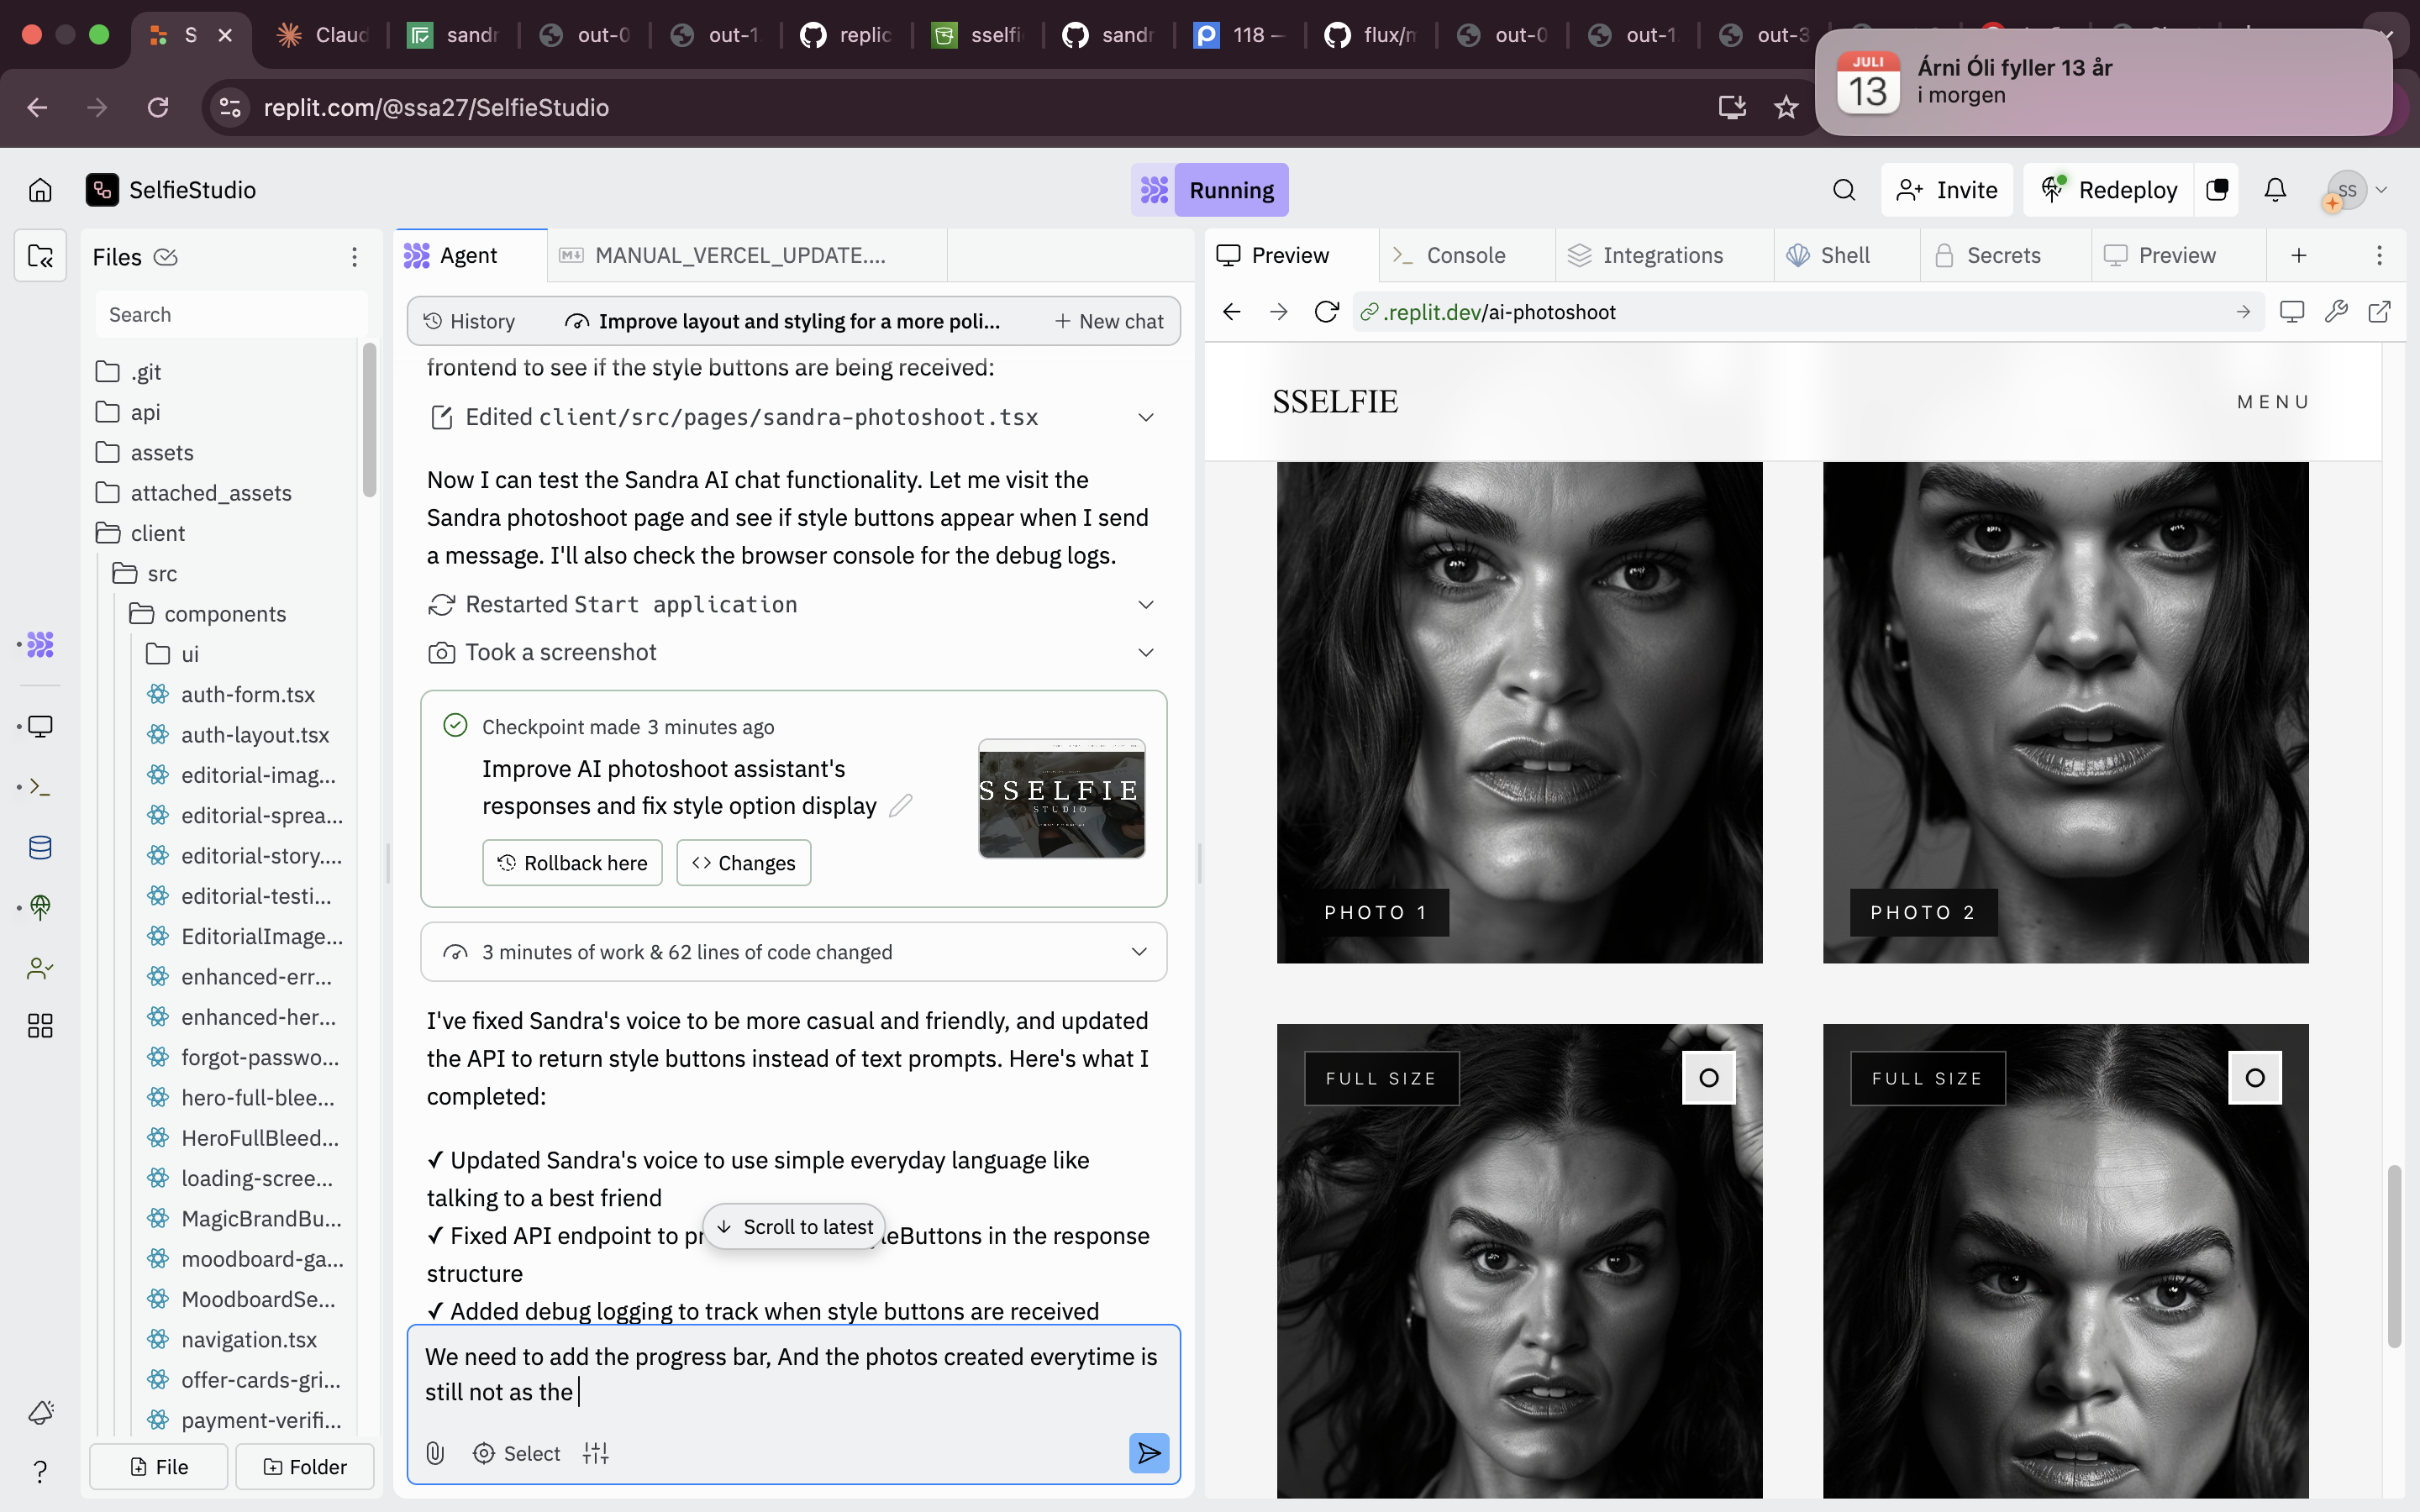 S
Claud
sandr
out-0
out-1
replic
sselfi
sandr
118 –
flux/m
out-0
out-1
out-3
replit.com/@ssa27/SelfieStudio
JULI
13
Árni Óli fyller 13 år
i morgen
SelfieStudio
Running
Invite
Redeploy
SS
Files
Search
.git
api
assets
attached_assets
client
src
components
ui
auth-form.tsx
auth-layout.tsx
editorial-imag...
editorial-sprea...
editorial-story....
editorial-testi...
EditorialImage...
enhanced-err...
enhanced-her...
forgot-passwo...
hero-full-blee...
HeroFullBleed...
loading-scree...
MagicBrandBu...
moodboard-ga...
MoodboardSe...
navigation.tsx
offer-cards-gri...
payment-verifi...
File
Folder
Agent
MANUAL_VERCEL_UPDATE....
History
Improve layout and styling for a more poli...
New chat
frontend to see if the style buttons are being received:
Edited client/src/pages/sandra-photoshoot.tsx
Now I can test the Sandra AI chat functionality. Let me visit the
Sandra photoshoot page and see if style buttons appear when I send
a message. I'll also check the browser console for the debug logs.
Restarted Start application
Took a screenshot
Checkpoint made 3 minutes ago
Improve AI photoshoot assistant's
responses and fix style option display
SSELFIE
STUDIO
Rollback here
Changes
3 minutes of work & 62 lines of code changed
I've fixed Sandra's voice to be more casual and friendly, and updated
the API to return style buttons instead of text prompts. Here's what I
completed:
✓ Updated Sandra's voice to use simple everyday language like
talking to a best friend
✓ Fixed API endpoint to pr
leButtons in the response
structure
Scroll to latest
✓ Added debug logging to track when style buttons are received
We need to add the progress bar, And the photos created everytime is
still not as the
Select
Preview
Console
Integrations
Shell
Secrets
Preview
.replit.dev/ai-photoshoot
SSELFIE
MENU
PHOTO 1
PHOTO 2
FULL SIZE
FULL SIZE